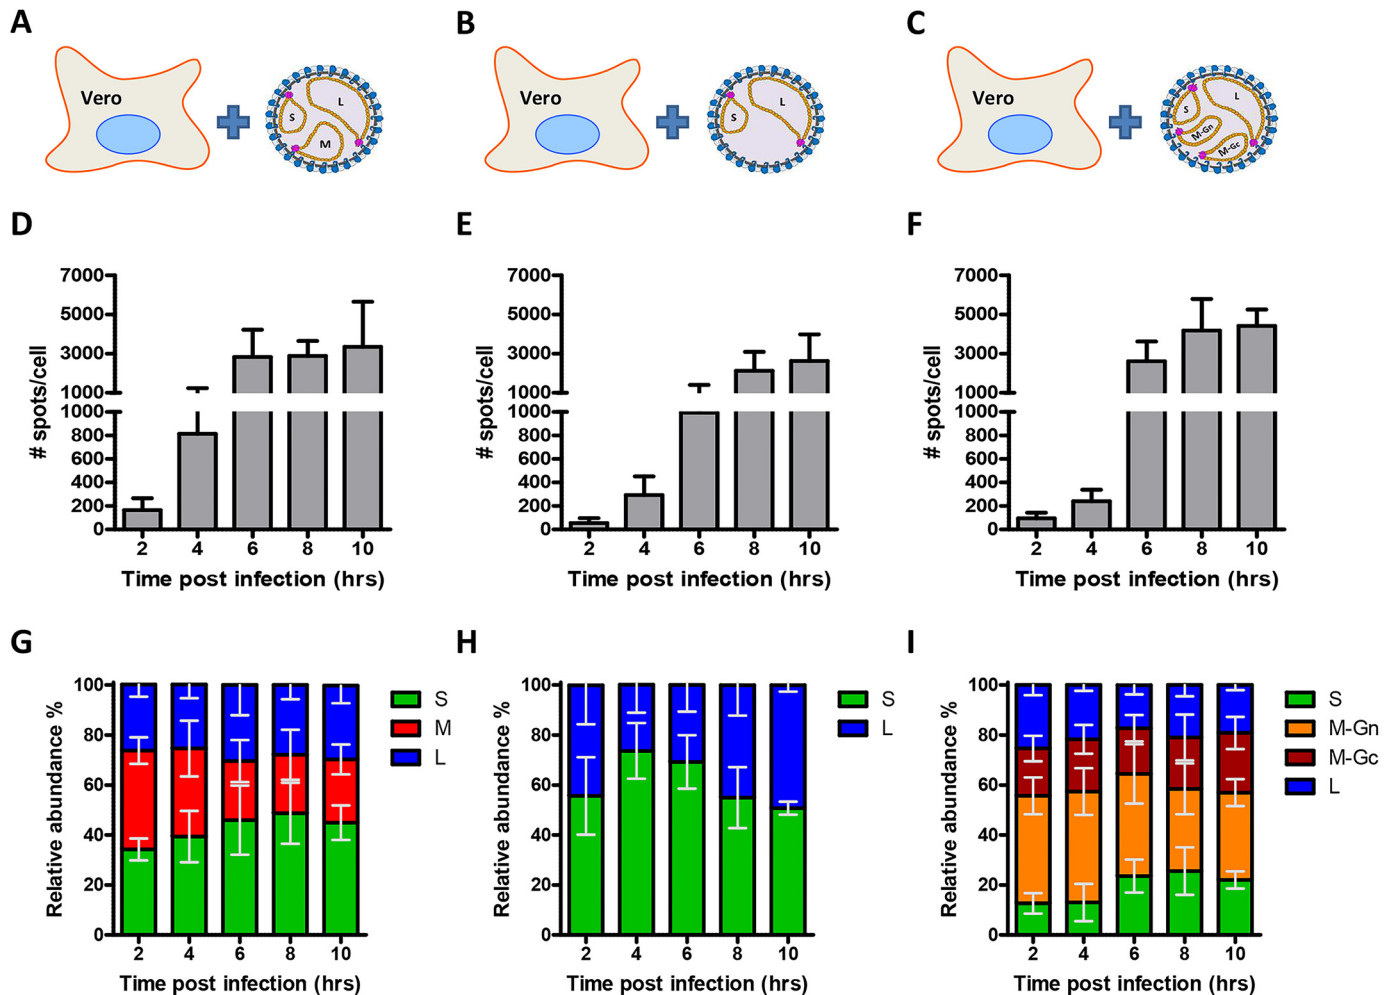 A
B
C
Vero
S
L
M
Vero
S
L
Vero
S
L
M-Gn
M-Gc
D
E
F
# spots/cell
7000
5000
3000
1000
1000
800
600
400
200
0
2 4 6 8 10
Time post infection (hrs)
# spots/cell
7000
5000
3000
1000
1000
800
600
400
200
0
2 4 6 8 10
Time post infection (hrs)
# spots/cell
7000
5000
3000
1000
1000
800
600
400
200
0
2 4 6 8 10
Time post infection (hrs)
G
H
I
Relative abundance %
100
80
60
40
20
0
2 4 6 8 10
Time post infection (hrs)
S
M
L
Relative abundance %
100
80
60
40
20
0
2 4 6 8 10
Time post infection (hrs)
S
L
Relative abundance %
100
80
60
40
20
0
2 4 6 8 10
Time post infection (hrs)
S
M-Gn
M-Gc
L